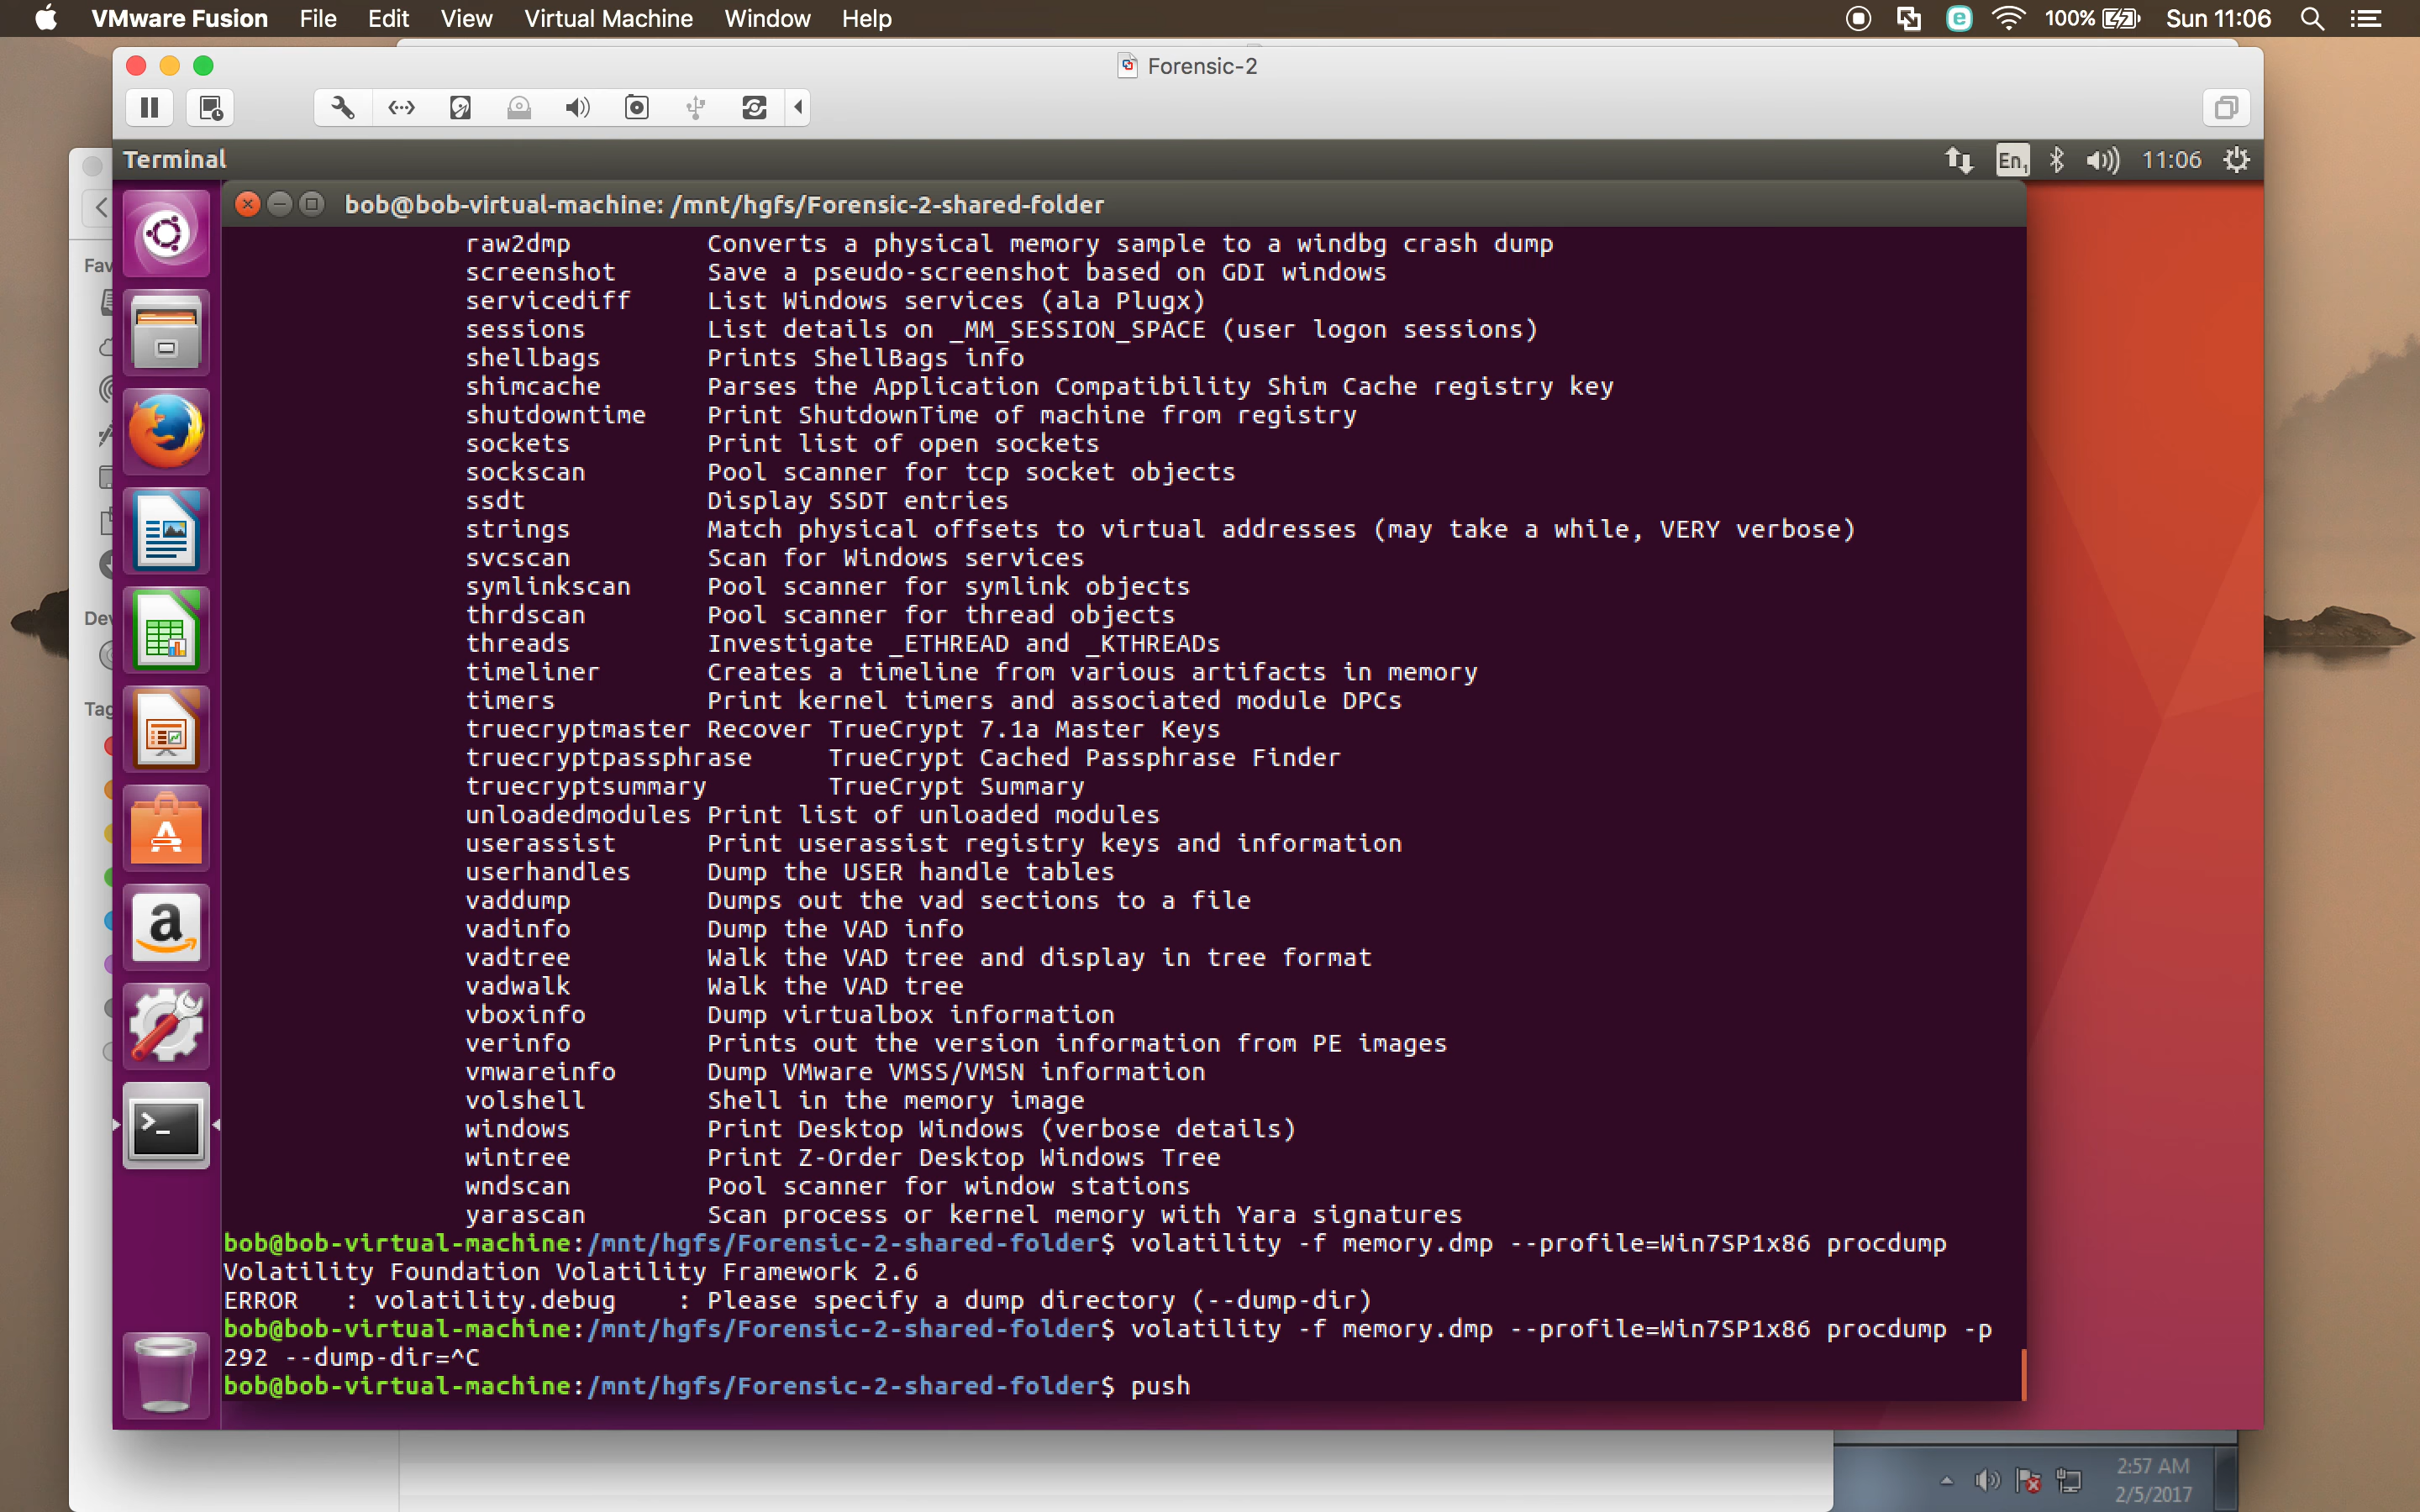 VMware Fusion File Edit View Virtual Machine Window Help 100% Sun 11:06
Forensic-2
Terminal En1 11:06
bob@bob-virtual-machine: /mnt/hgfs/Forensic-2-shared-folder
Fav
Dev
Tag
raw2dmp Converts a physical memory sample to a windbg crash dump
screenshot Save a pseudo-screenshot based on GDI windows
servicediff List Windows services (ala Plugx)
sessions List details on _MM_SESSION_SPACE (user logon sessions)
shellbags Prints ShellBags info
shimcache Parses the Application Compatibility Shim Cache registry key
shutdowntime Print ShutdownTime of machine from registry
sockets Print list of open sockets
sockscan Pool scanner for tcp socket objects
ssdt Display SSDT entries
strings Match physical offsets to virtual addresses (may take a while, VERY verbose)
svcscan Scan for Windows services
symlinkscan Pool scanner for symlink objects
thrdscan Pool scanner for thread objects
threads Investigate _ETHREAD and _KTHREADs
timeliner Creates a timeline from various artifacts in memory
timers Print kernel timers and associated module DPCs
truecryptmaster Recover TrueCrypt 7.1a Master Keys
truecryptpassphrase TrueCrypt Cached Passphrase Finder
truecryptsummary TrueCrypt Summary
unloadedmodules Print list of unloaded modules
userassist Print userassist registry keys and information
userhandles Dump the USER handle tables
vaddump Dumps out the vad sections to a file
vadinfo Dump the VAD info
vadtree Walk the VAD tree and display in tree format
vadwalk Walk the VAD tree
vboxinfo Dump virtualbox information
verinfo Prints out the version information from PE images
vmwareinfo Dump VMware VMSS/VMSN information
volshell Shell in the memory image
windows Print Desktop Windows (verbose details)
wintree Print Z-Order Desktop Windows Tree
wndscan Pool scanner for window stations
yarascan Scan process or kernel memory with Yara signatures
bob@bob-virtual-machine:/mnt/hgfs/Forensic-2-shared-folder$ volatility -f memory.dmp --profile=Win7SP1x86 procdump
Volatility Foundation Volatility Framework 2.6
ERROR : volatility.debug : Please specify a dump directory (--dump-dir)
bob@bob-virtual-machine:/mnt/hgfs/Forensic-2-shared-folder$ volatility -f memory.dmp --profile=Win7SP1x86 procdump -p
292 --dump-dir=^C
bob@bob-virtual-machine:/mnt/hgfs/Forensic-2-shared-folder$ push
2:57 AM
2/5/2017